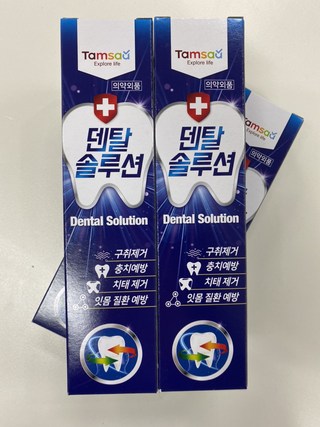 Tamsaa
Explore life
의약외품
덴탈
솔루션
Dental Solution
구취제거
충치예방
치태 제거
잇몸 질환 예방
Tamsaa
Explore life
의약외품
덴탈
솔루션
Dental Solution
구취제거
충치예방
치태 제거
잇몸 질환 예방
Tamsaa
Explore life
의약외품